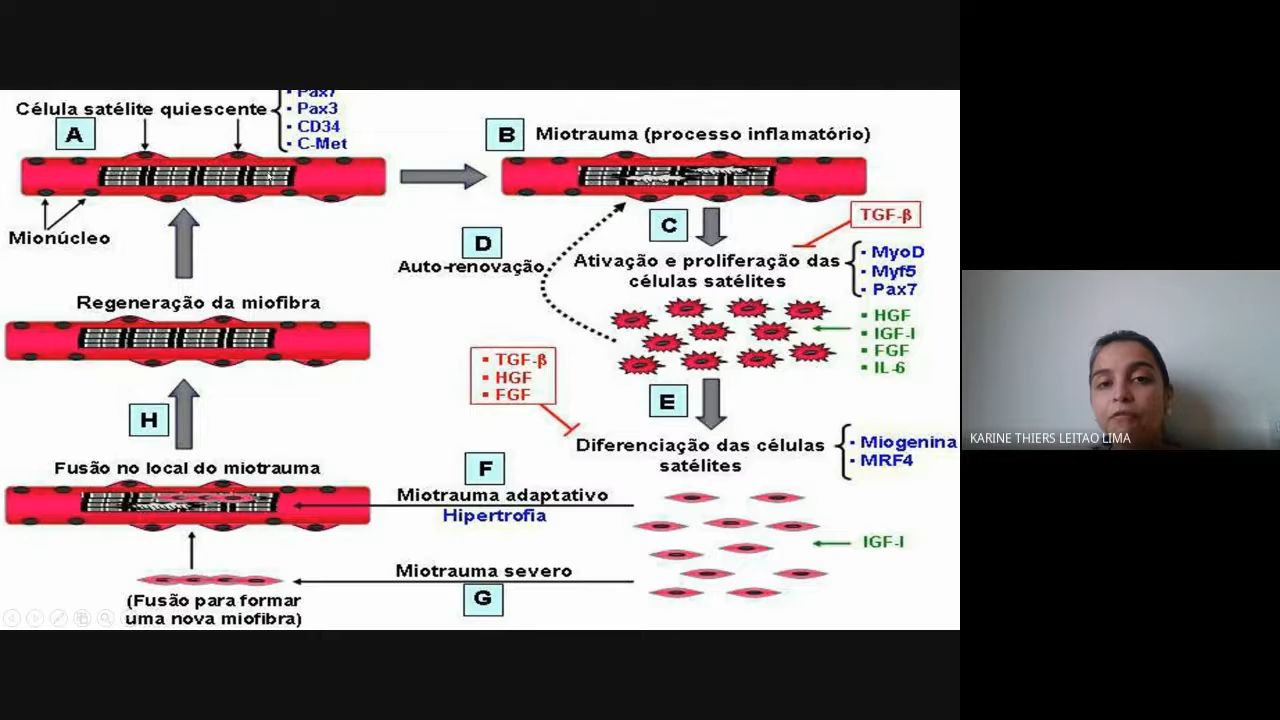 Célula satélite quiescente
Pax7
Pax3
CD34
C-Met
A
Mionúcleo
B
Miotrauma (processo inflamatório)
C
TGF-β
D
Auto-renovação
Ativação e proliferação das
células satélites
MyoD
Myf5
Pax7
HGF
IGF-I
FGF
IL-6
Regeneração da miofibra
TGF-β
HGF
FGF
E
Diferenciação das células
satélites
Miogenina
MRF4
H
Fusão no local do miotrauma
F
Miotrauma adaptativo
Hipertrofia
IGF-I
Miotrauma severo
G
(Fusão para formar
uma nova miofibra)
KARINE THIERS LEITAO LIMA